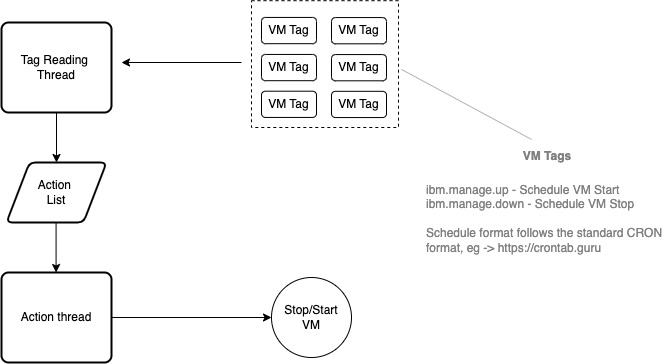 Tag Reading
Thread
VM Tag
VM Tag
VM Tag
VM Tag
VM Tag
VM Tag
VM Tags
ibm.manage.up - Schedule VM Start
ibm.manage.down - Schedule VM Stop
Schedule format follows the standard CRON
format, eg -> https://crontab.guru
Action
List
Action thread
Stop/Start
VM